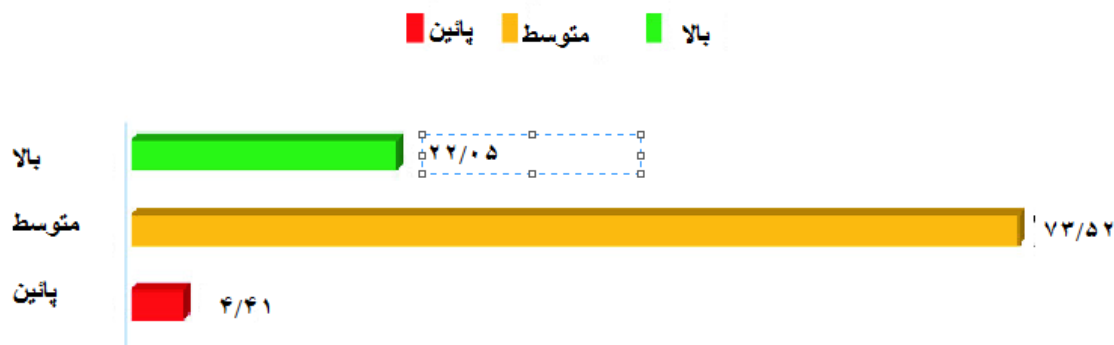 بالا متوسط پائین
بالا ۲۲/۰۵
متوسط ۷۳/۵۲
پائین ۴/۴۱